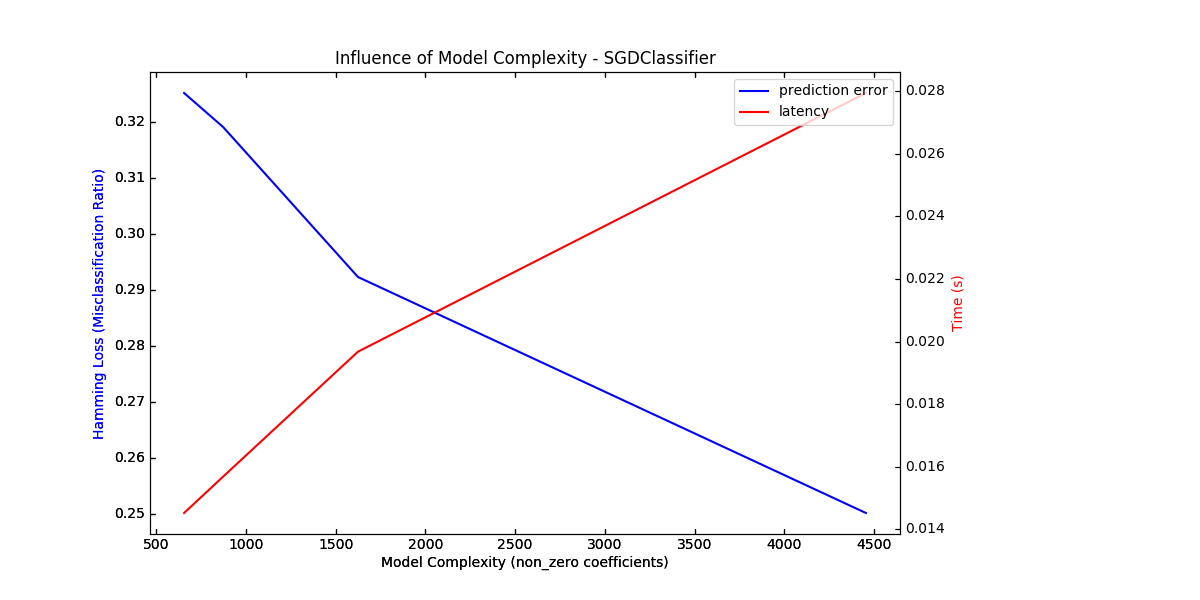 Influence of Model Complexity - SGDClassifier
prediction error
latency
Hamming Loss (Misclassification Ratio)
0.32
0.31
0.30
0.29
0.28
0.27
0.26
0.25
0.028
0.026
0.024
0.022
0.020
0.018
0.016
0.014
Time (s)
500 1000 1500 2000 2500 3000 3500 4000 4500
Model Complexity (non_zero coefficients)